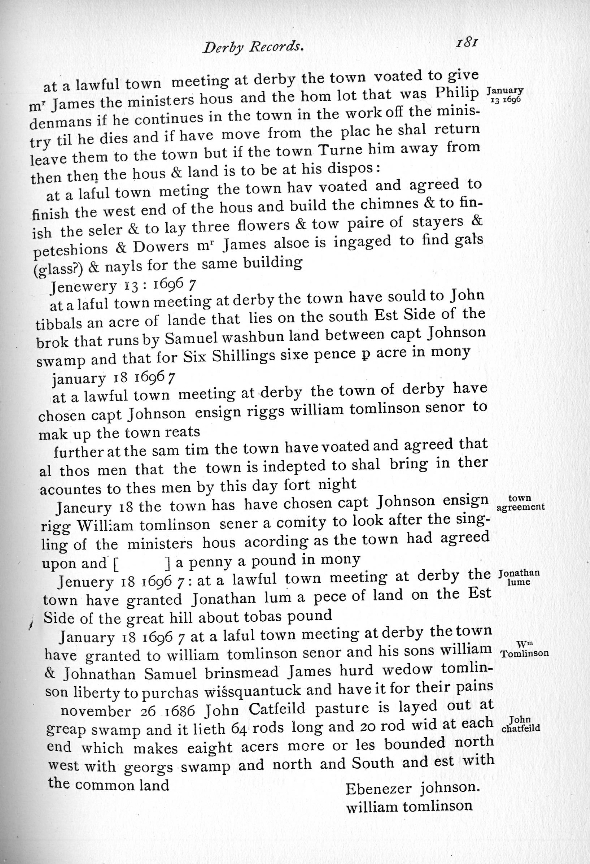 Derby Records. 181
at a lawful town meeting at derby the town voated to give
mʳ James the ministers hous and the hom lot that was Philip
January
13 1696
denmans if he continues in the town in the work off the minis-
try til he dies and if have move from the plac he shal return
leave them to the town but if the town Turne him away from
then then the hous & land is to be at his dispos:
at a laful town meting the town hav voated and agreed to
finish the west end of the hous and build the chimnes & to fin-
ish the seler & to lay three flowers & tow paire of stayers &
peteshions & Dowers mʳ James alsoe is ingaged to find gals
(glass?) & nayls for the same building
Jenewery 13 : 1696 7
at a laful town meeting at derby the town have sould to John
tibbals an acre of lande that lies on the south Est Side of the
brok that runs by Samuel washbun land between capt Johnson
swamp and that for Six Shillings sixe pence p acre in mony
january 18 1696 7
at a lawful town meeting at derby the town of derby have
chosen capt Johnson ensign riggs william tomlinson senor to
mak up the town reats
further at the sam tim the town have voated and agreed that
al thos men that the town is indepted to shal bring in ther
acountes to thes men by this day fort night
Jancury 18 the town has have chosen capt Johnson ensign
town
agreement
rigg William tomlinson sener a comity to look after the sing-
ling of the ministers hous acording as the town had agreed
upon and [ ] a penny a pound in mony
Jenuery 18 1696 7 : at a lawful town meeting at derby the
Jonathan
lume
town have granted Jonathan lum a pece of land on the Est
Side of the great hill about tobas pound
January 18 1696 7 at a laful town meeting at derby the town
have granted to william tomlinson senor and his sons william
Wᵐ
Tomlinson
& Johnathan Samuel brinsmead James hurd wedow tomlin-
son liberty to purchas wissquantuck and have it for their pains
november 26 1686 John Catfeild pasture is layed out at
greap swamp and it lieth 64 rods long and 20 rod wid at each
John
chatfeild
end which makes eaight acers more or les bounded north
west with georgs swamp and north and South and est with
the common land
Ebenezer johnson.
william tomlinson